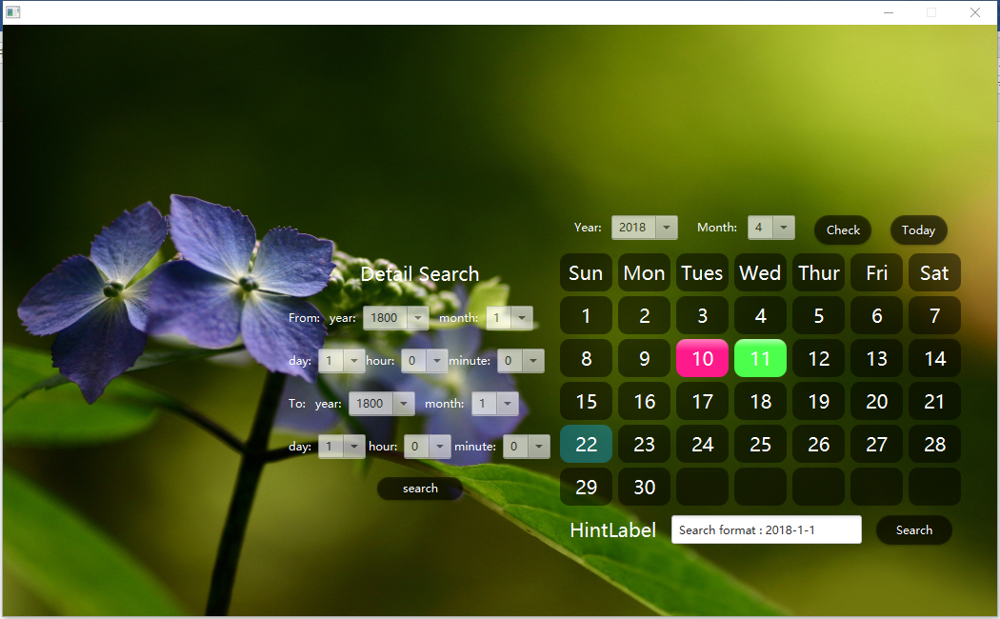 Year: 2018 Month: 4 Check Today
Detail Search
From: year: 1800 month: 1
day: 1 hour: 0 minute: 0
To: year: 1800 month: 1
day: 1 hour: 0 minute: 0
search
Sun Mon Tues Wed Thur Fri Sat
1 2 3 4 5 6 7
8 9 10 11 12 13 14
15 16 17 18 19 20 21
22 23 24 25 26 27 28
29 30
HintLabel Search format : 2018-1-1 Search